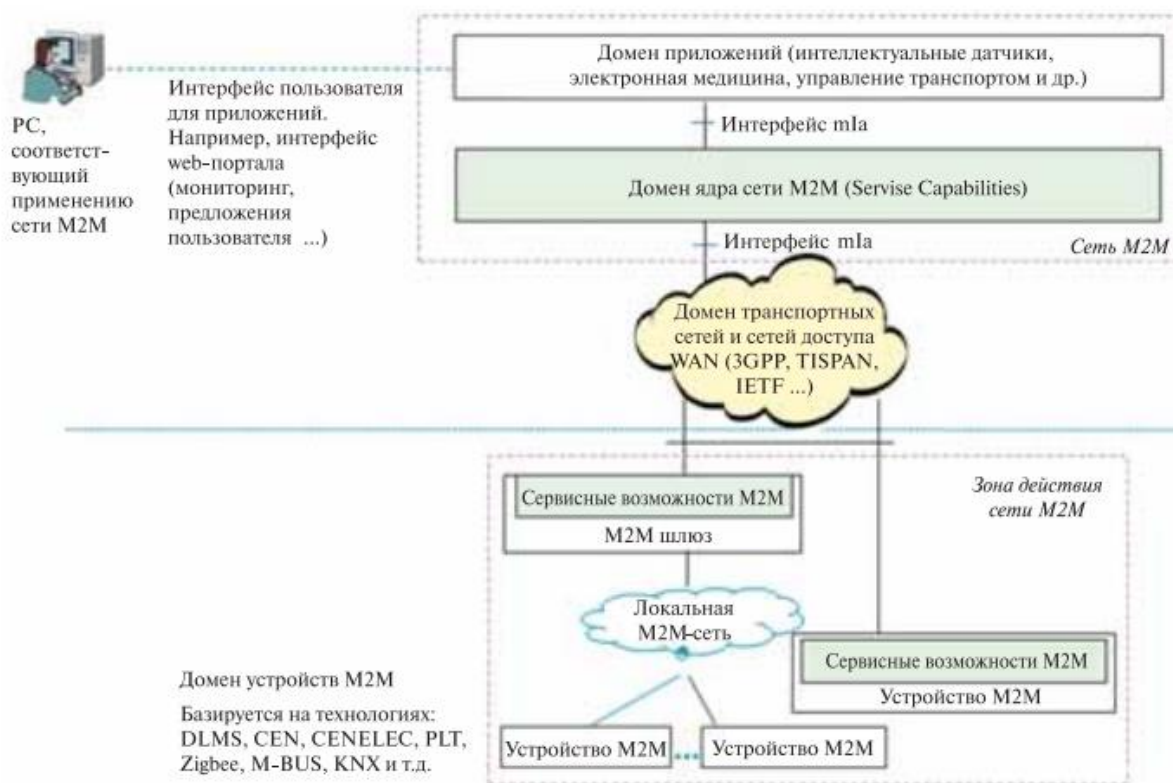 Домен приложений (интеллектуальные датчики,
электронная медицина, управление транспортом и др.)
Интерфейс пользователя
для приложений.
Например, интерфейс
web-портала
(мониторинг,
предложения
пользователя ...)
PC,
соответст-
вующий
применению
сети M2M
Интерфейс mIa
Домен ядра сети M2M (Servise Capabilities)
Интерфейс mIa
Сеть M2M
Домен транспортных
сетей и сетей доступа
WAN (3GPP, TISPAN,
IETF ...)
Зона действия
сети M2M
Сервисные возможности M2M
M2M шлюз
Локальная
M2M-сеть
Сервисные возможности M2M
Устройство M2M
Домен устройств M2M
Базируется на технологиях:
DLMS, CEN, CENELEC, PLT,
Zigbee, M-BUS, KNX и т.д.
Устройство M2M
Устройство M2M